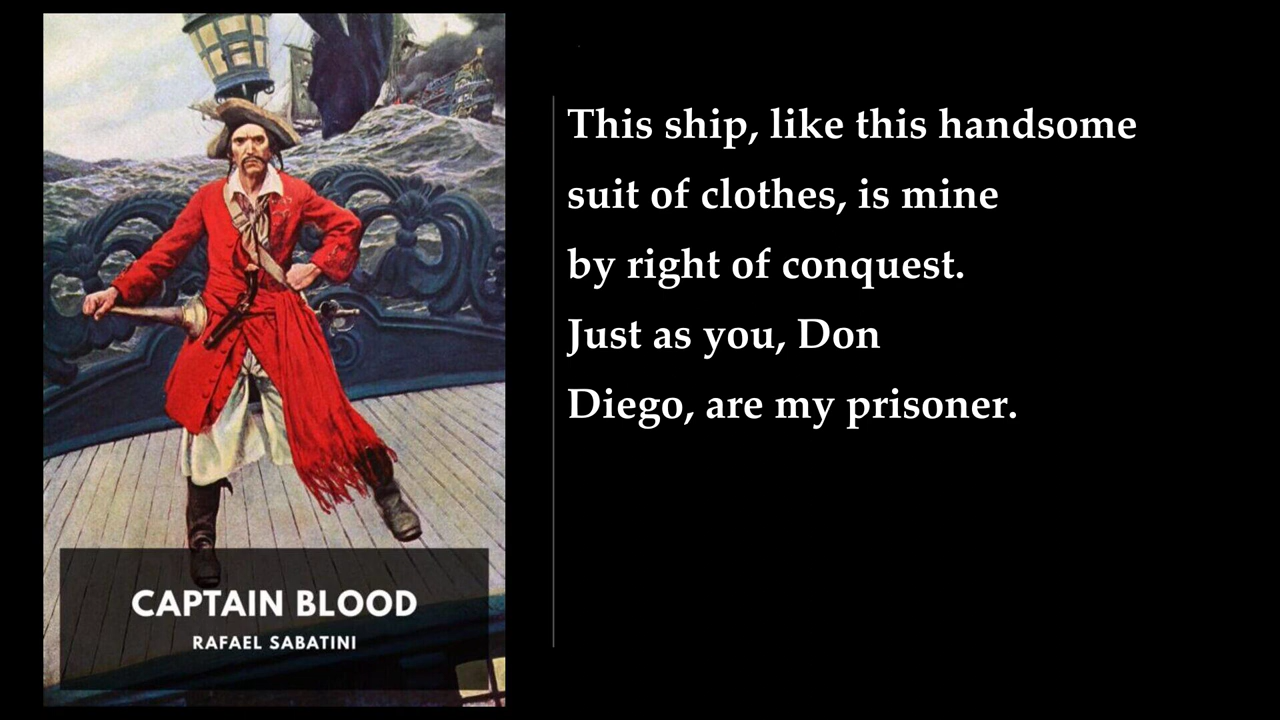 This ship, like this handsome
suit of clothes, is mine
by right of conquest.
Just as you, Don
Diego, are my prisoner.
CAPTAIN BLOOD
RAFAEL SABATINI